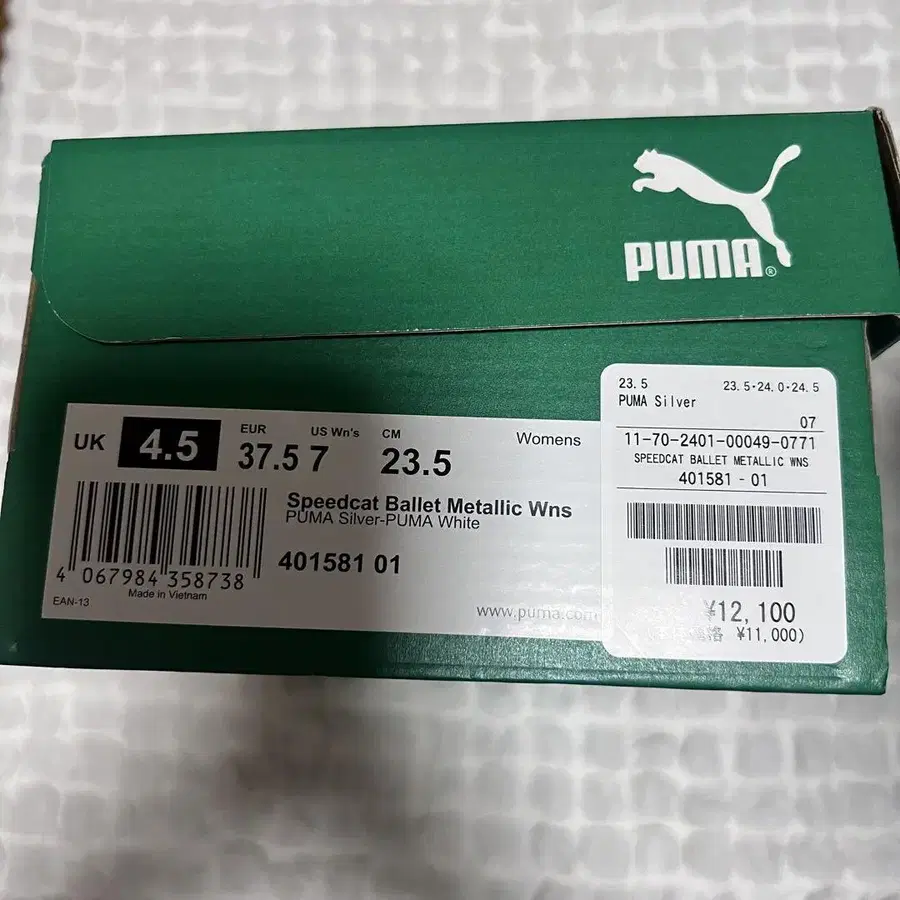 PUMA®
UK 4.5 EUR 37.5 US Wn's 7 CM 23.5 Womens
Speedcat Ballet Metallic Wns
PUMA Silver-PUMA White
401581 01
4 067984 358738
Made in Vietnam
EAN-13
www.puma.com
23.5 23.5·24.0·24.5
PUMA Silver
07
11-70-2401-00049-0771
SPEEDCAT BALLET METALLIC WNS
401581 - 01
¥12,100
格 ¥11,000)